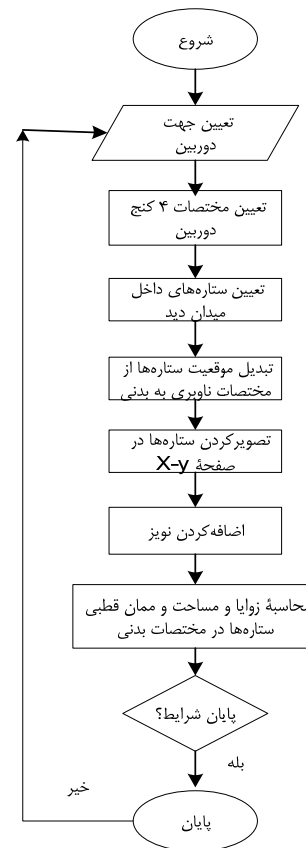 شروع
تعیین جهت
دوربین
تعیین مختصات ۴ کنج
دوربین
تعیین ستاره‌های داخل
میدان دید
تبدیل موقعیت ستاره‌ها از
مختصات ناوبری به بدنی
تصویرکردن ستاره‌ها در
صفحهٔ X-y
اضافه‌کردن نویز
محاسبهٔ زوایا و مساحت و ممان قطبی
ستاره‌ها در مختصات بدنی
پایان شرایط؟
بله
خیر
پایان